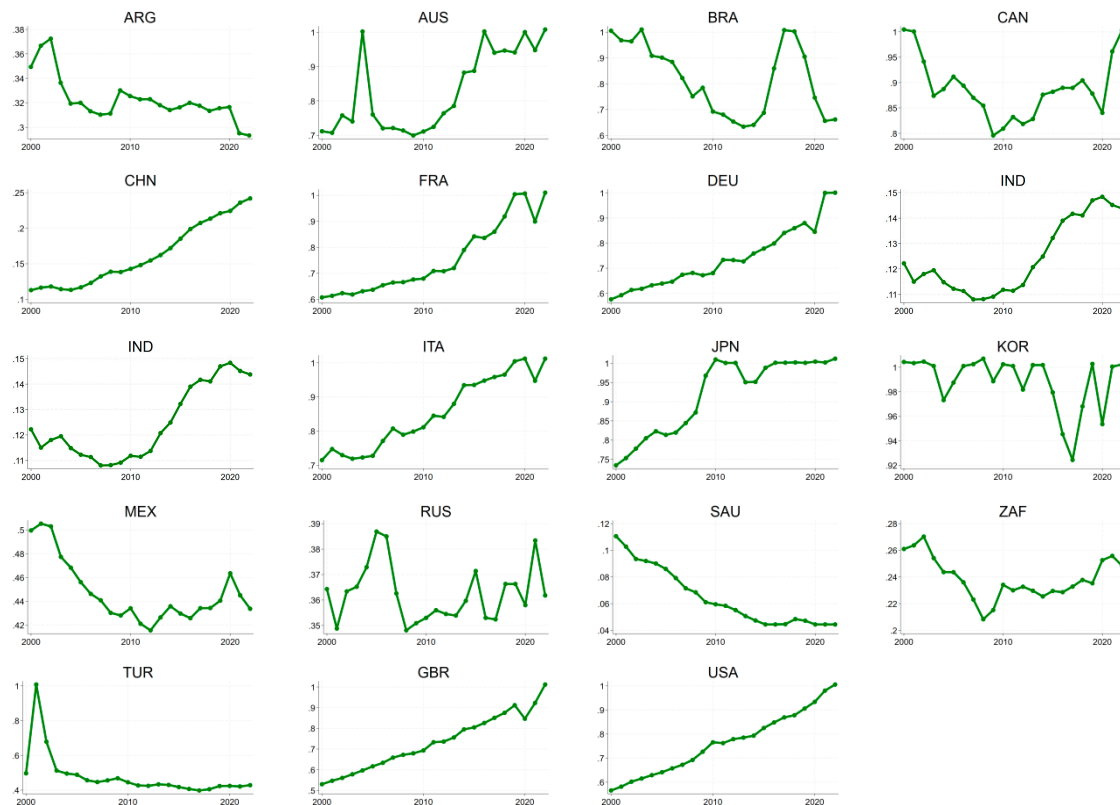 ARG
.38
.36
.34
.32
.3
2000 2010 2020
AUS
1
.9
.8
.7
2000 2010 2020
BRA
1
.9
.8
.7
.6
2000 2010 2020
CAN
1
.95
.9
.85
.8
2000 2010 2020
CHN
.25
.2
.15
.1
2000 2010 2020
FRA
1
.9
.8
.7
.6
2000 2010 2020
DEU
1
.9
.8
.7
.6
2000 2010 2020
IND
.15
.14
.13
.12
.11
2000 2010 2020
IND
.15
.14
.13
.12
.11
2000 2010 2020
ITA
1
.9
.8
.7
2000 2010 2020
JPN
1
.95
.9
.85
.8
.75
2000 2010 2020
KOR
1
.98
.96
.94
.92
2000 2010 2020
MEX
.5
.48
.46
.44
.42
2000 2010 2020
RUS
.39
.38
.37
.36
.35
2000 2010 2020
SAU
.12
.1
.08
.06
.04
2000 2010 2020
ZAF
.28
.26
.24
.22
.2
2000 2010 2020
TUR
1
.8
.6
.4
2000 2010 2020
GBR
1
.9
.8
.7
.6
.5
2000 2010 2020
USA
1
.9
.8
.7
.6
2000 2010 2020